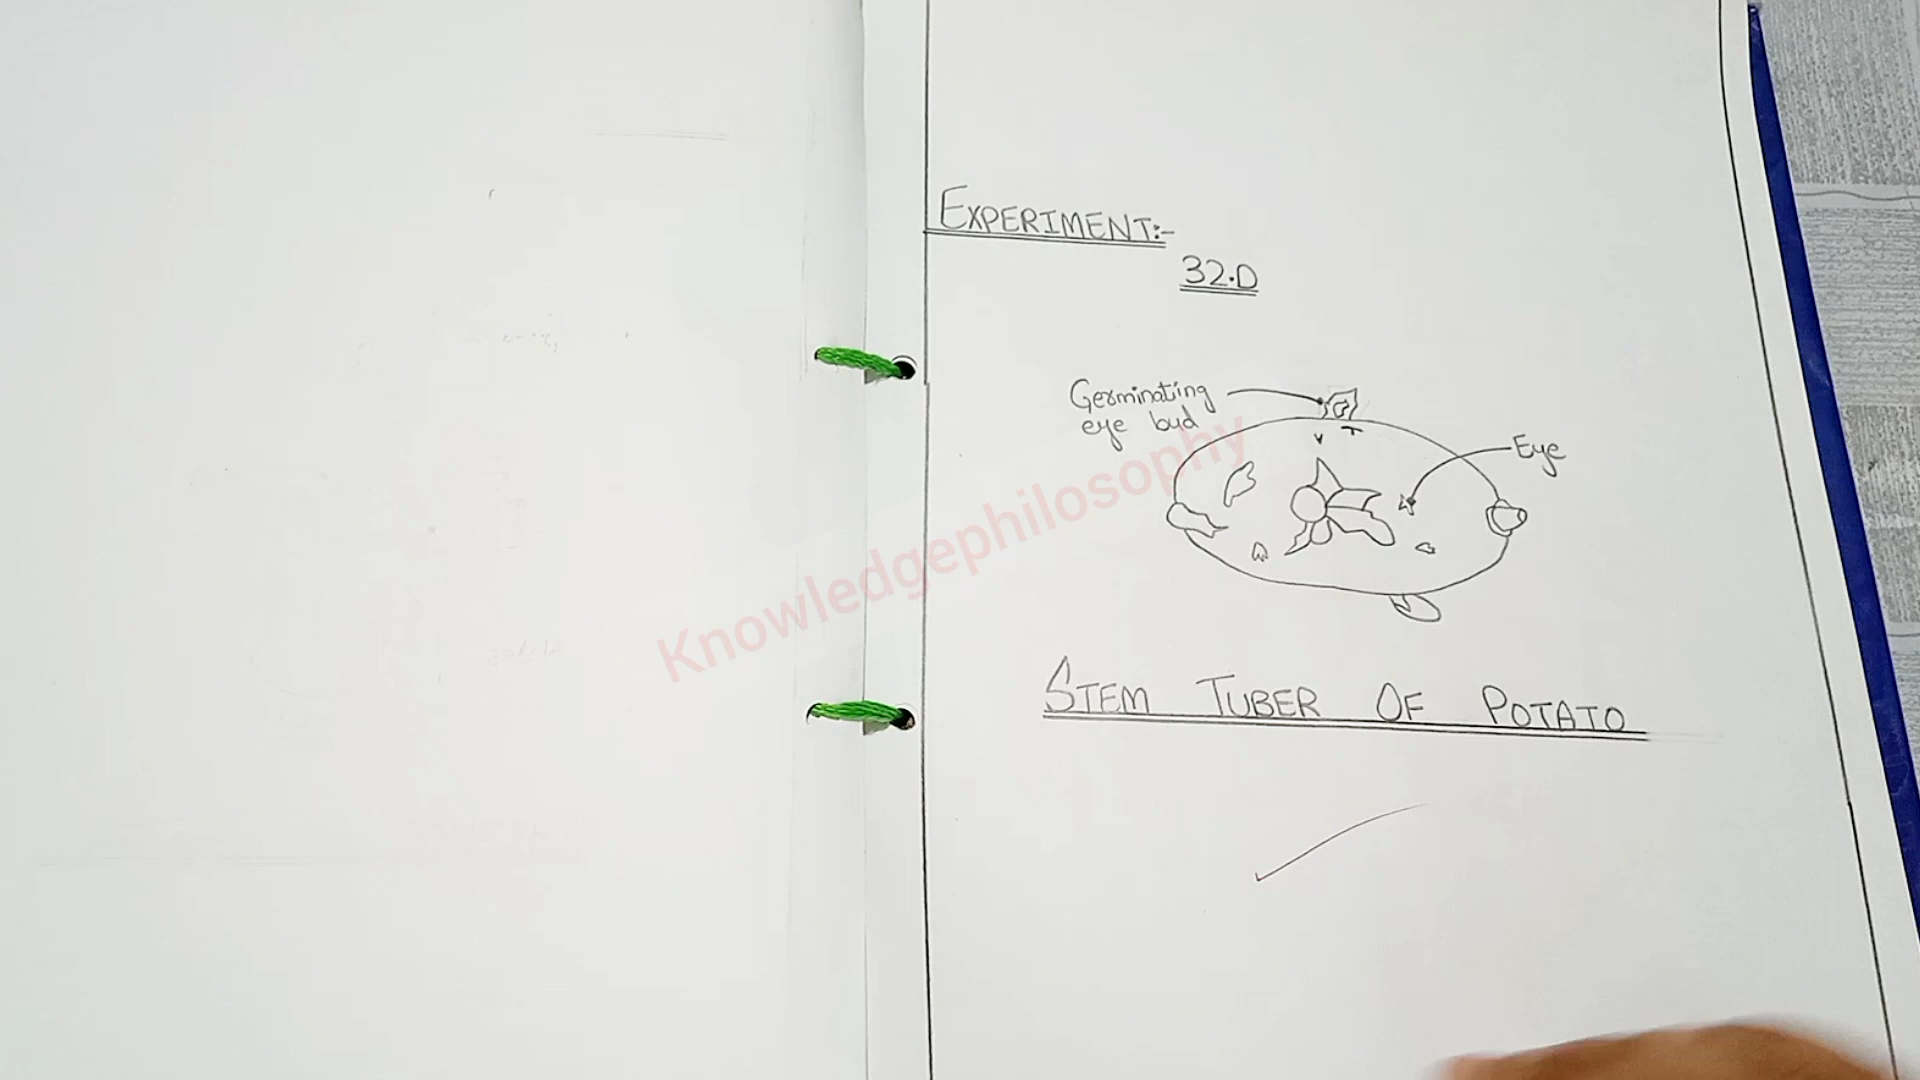 EXPERIMENT:-
32.D
Germinating
eye bud
Eye
Knowledgephilosophy
STEM TUBER OF POTATO